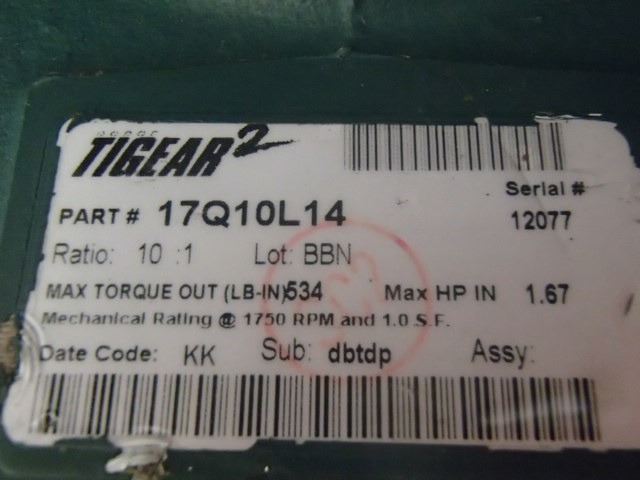 DODGE
TIGEAR2
Serial #
PART # 17Q10L14 12077
Ratio: 10 :1 Lot: BBN
MAX TORQUE OUT (LB-IN)534 Max HP IN 1.67
Mechanical Rating @ 1750 RPM and 1.0 S.F.
Date Code: KK Sub: dbtdp Assy: